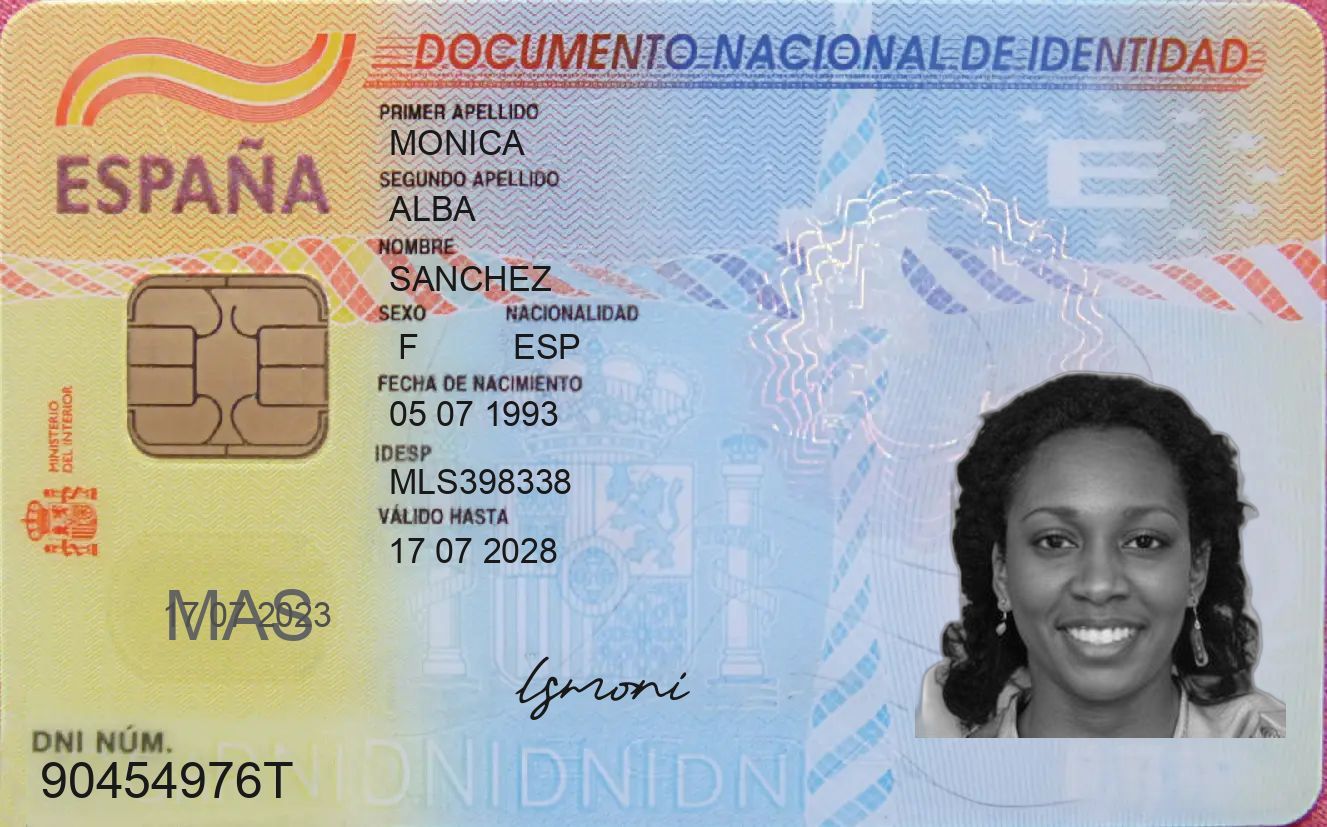 DOCUMENTO NACIONAL DE IDENTIDAD
ESPAÑA
PRIMER APELLIDO
MONICA
SEGUNDO APELLIDO
ALBA
NOMBRE
SANCHEZ
SEXO NACIONALIDAD
F ESP
FECHA DE NACIMIENTO
05 07 1993
IDESP
MLS398338
VÁLIDO HASTA
17 07 2028
MINISTERIO
DEL INTERIOR
E
MAS
17 07 2023
lsmoni
DNI NÚM.
90454976T
DNIDNIDNIDNI